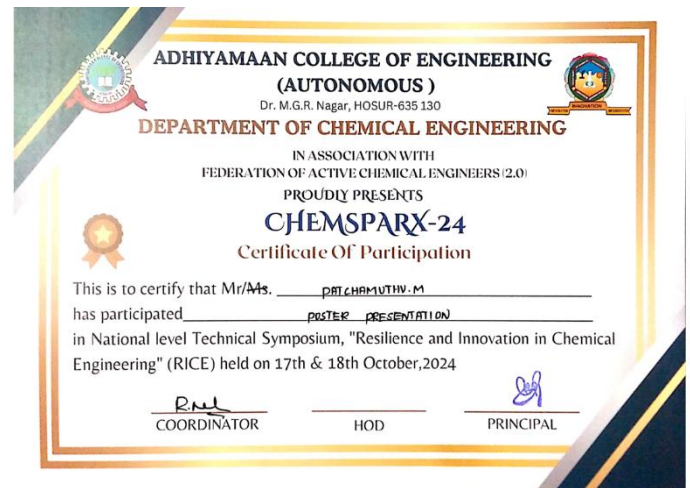 ADHIYAMAAN COLLEGE OF ENGINEERING
(AUTONOMOUS )
Dr. M.G.R. Nagar, HOSUR-635 130
DEPARTMENT OF CHEMICAL ENGINEERING
IN ASSOCIATION WITH
FEDERATION OF ACTIVE CHEMICAL ENGINEERS (2.0)
PROUDLY PRESENTS
CHEMSPARX-24
Certificate Of Participation
This is to certify that Mr/Ms. PATCHAMUTHU.M
has participated POSTER PRESENTATION
in National level Technical Symposium, "Resilience and Innovation in Chemical
Engineering" (RICE) held on 17th & 18th October,2024
COORDINATOR HOD PRINCIPAL
INNOVATION